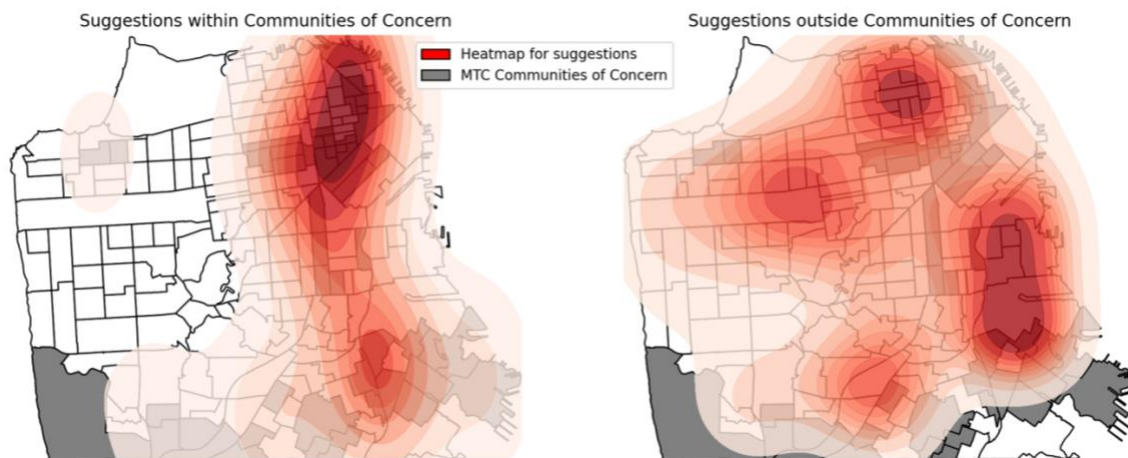 Suggestions within Communities of Concern
Suggestions outside Communities of Concern
Heatmap for suggestions
MTC Communities of Concern